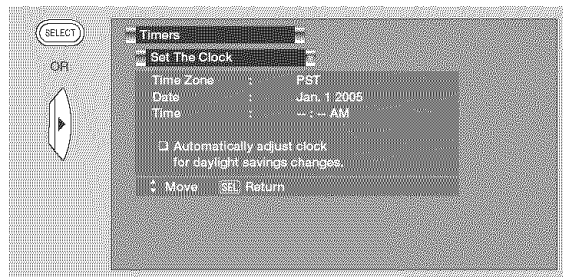 SELECT
OR
Timers
Set The Clock
Time Zone : PST
Date : Jan. 1 2005
Time : -- : -- AM
❏ Automatically adjust clock
for daylight savings changes.
Move SEL Return